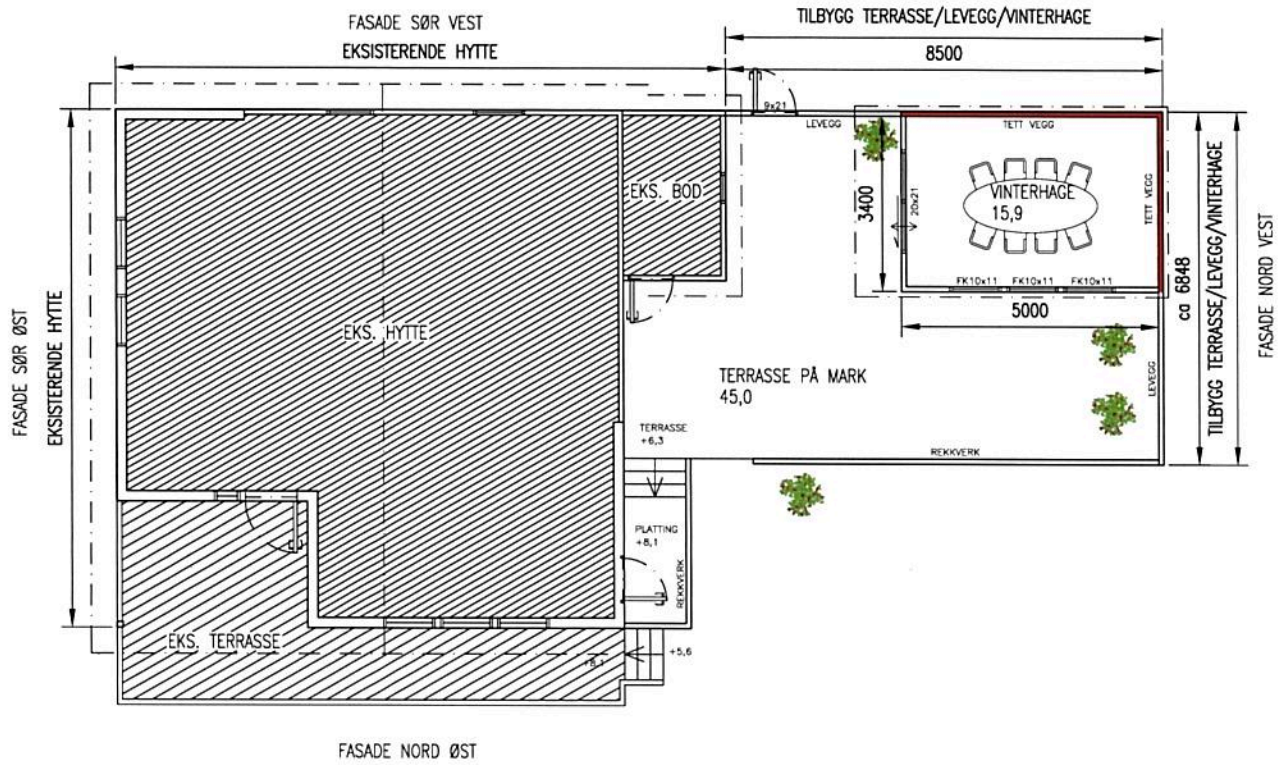 FASADE SØR VEST
EKSISTERENDE HYTTE
TILBYGG TERRASSE/LEVEGG/VINTERHAGE
8500
9x21
LEVEGG
TETT VEGG
EKS. BOD
3400
20x21
VINTERHAGE
15,9
TETT VEGG
FK10x11
FK10x11
FK10x11
5000
ca 6848
TILBYGG TERRASSE/LEVEGG/VINTERHAGE
FASADE NORD VEST
FASADE SØR ØST
EKSISTERENDE HYTTE
EKS. HYTTE
TERRASSE PÅ MARK
45,0
LEVEGG
TERRASSE
+6,3
REKKVERK
PLATTING
+8,1
REKKVERK
EKS. TERRASSE
+8,1
+5,6
FASADE NORD ØST